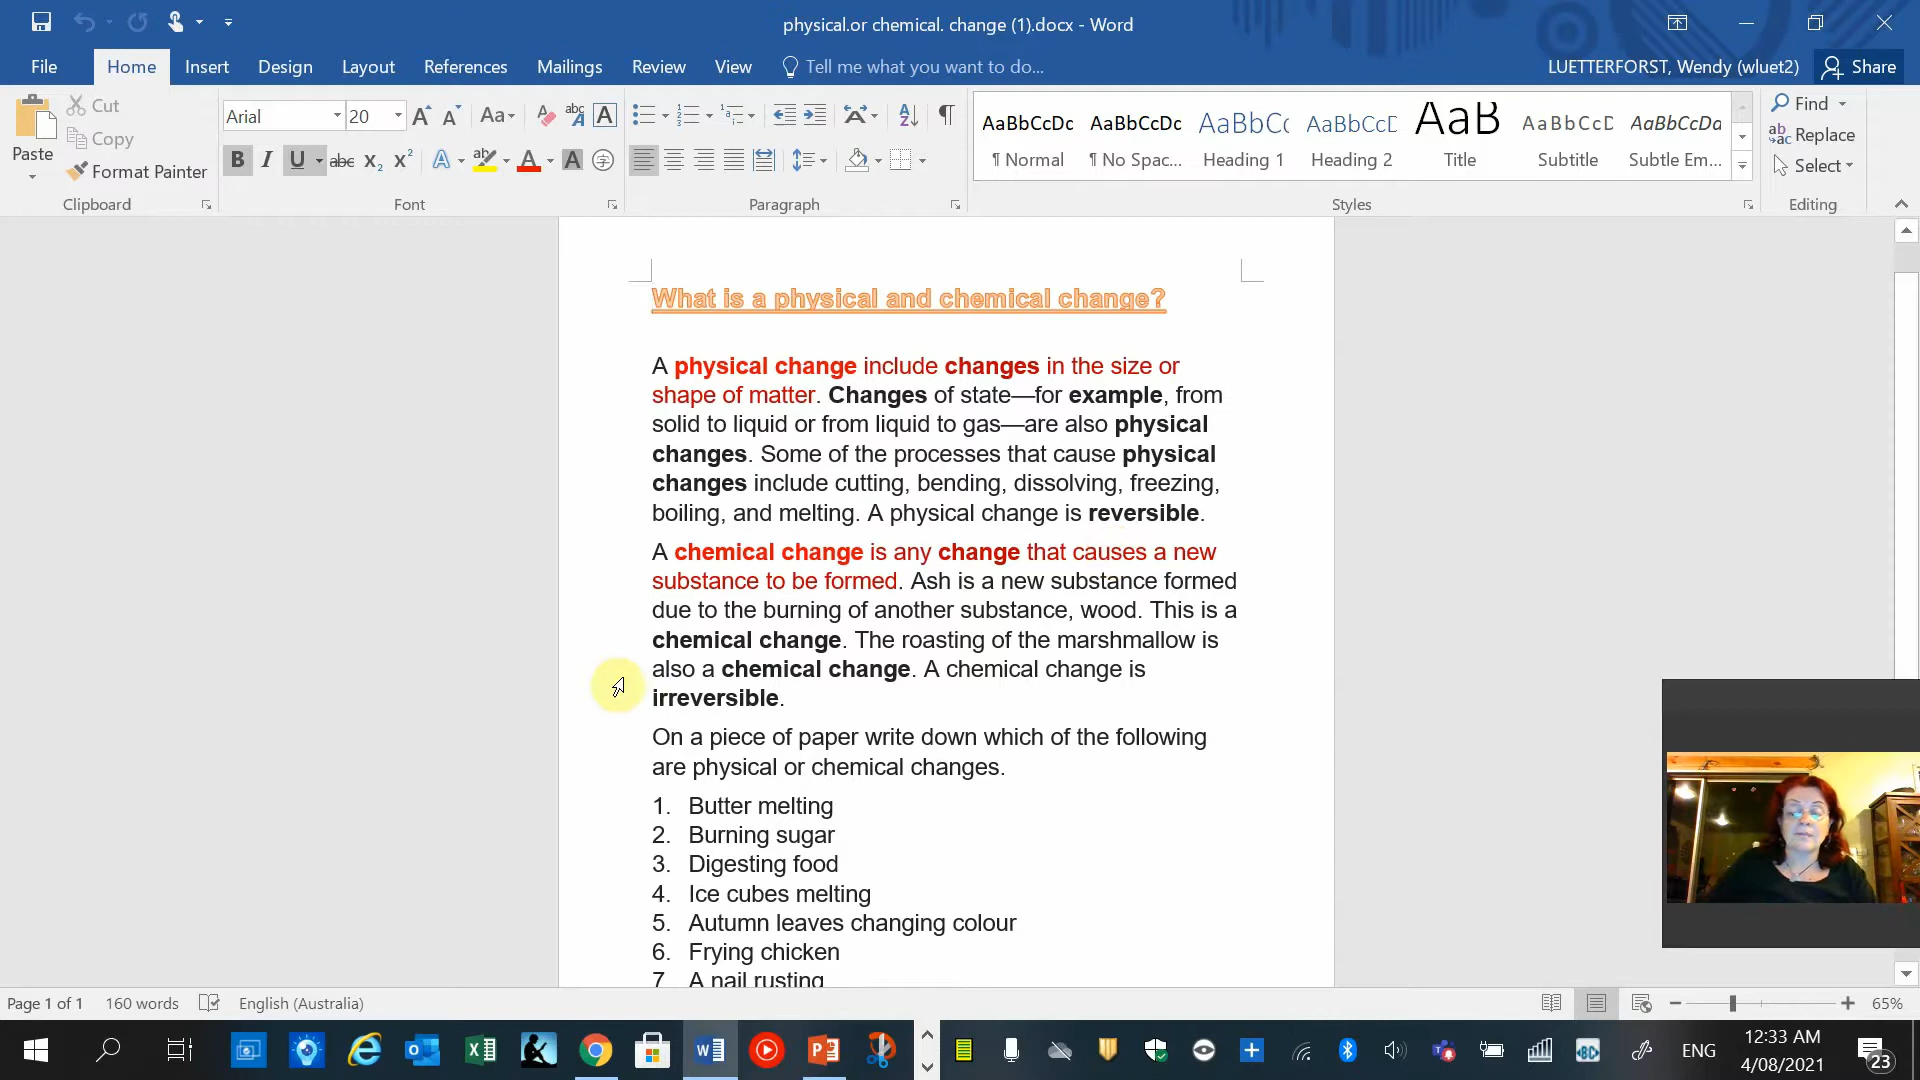 physical.or chemical. change (1).docx - Word
File Home Insert Design Layout References Mailings Review View Tell me what you want to do... LUETTERFORST, Wendy (wluet2) Share
Paste
Cut
Copy
Format Painter
Clipboard
Arial 20
Font
Paragraph
AaBbCcDc AaBbCcDc AaBbCc AaBbCcC AaB AaBbCcD AaBbCcDa
¶ Normal ¶ No Spac... Heading 1 Heading 2 Title Subtitle Subtle Em...
Styles
Find
Replace
Select
Editing
What is a physical and chemical change?
A physical change include changes in the size or
shape of matter. Changes of state—for example, from
solid to liquid or from liquid to gas—are also physical
changes. Some of the processes that cause physical
changes include cutting, bending, dissolving, freezing,
boiling, and melting. A physical change is reversible.
A chemical change is any change that causes a new
substance to be formed. Ash is a new substance formed
due to the burning of another substance, wood. This is a
chemical change. The roasting of the marshmallow is
also a chemical change. A chemical change is
irreversible.
On a piece of paper write down which of the following
are physical or chemical changes.
1. Butter melting
2. Burning sugar
3. Digesting food
4. Ice cubes melting
5. Autumn leaves changing colour
6. Frying chicken
7. A nail rusting
Page 1 of 1 160 words English (Australia) 65%
ENG
12:33 AM
4/08/2021
23